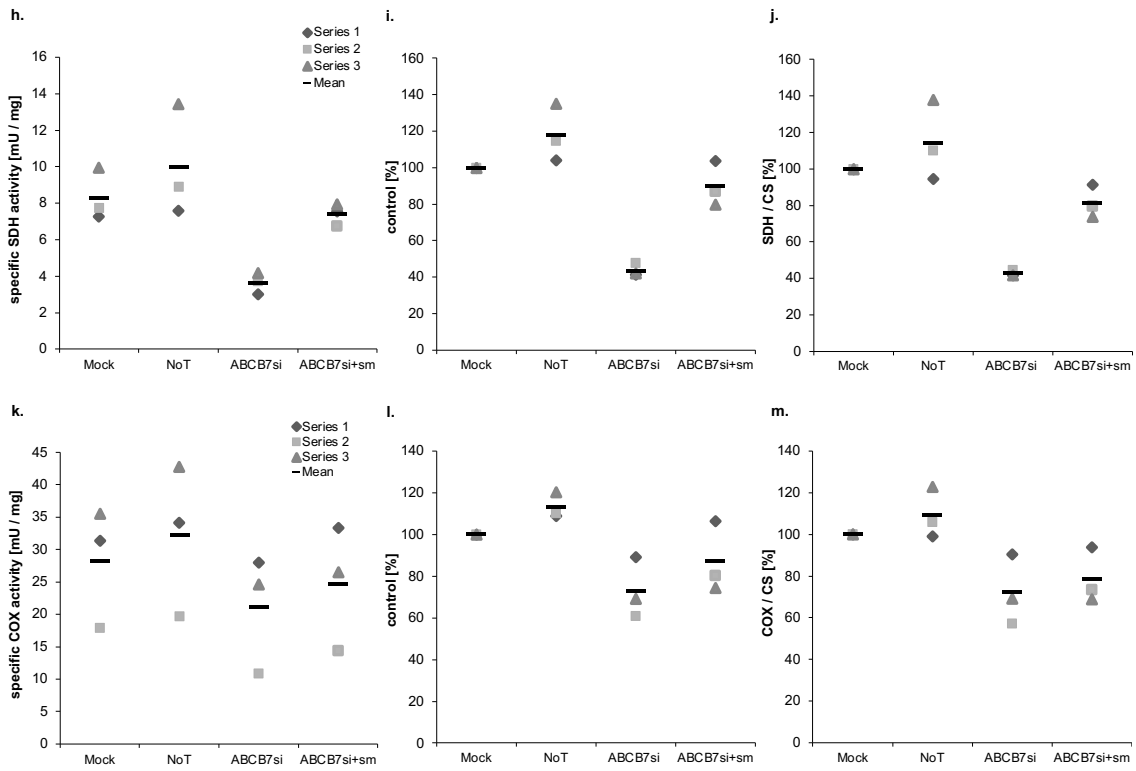 h.
Series 1
Series 2
Series 3
Mean
specific SDH activity [mU / mg]
16
14
12
10
8
6
4
2
0
Mock NoT ABCB7si ABCB7si+sm
i.
control [%]
160
140
120
100
80
60
40
20
0
Mock NoT ABCB7si ABCB7si+sm
j.
SDH / CS [%]
160
140
120
100
80
60
40
20
0
Mock NoT ABCB7si ABCB7si+sm
k.
Series 1
Series 2
Series 3
Mean
specific COX activity [mU / mg]
45
40
35
30
25
20
15
10
5
0
Mock NoT ABCB7si ABCB7si+sm
l.
control [%]
140
120
100
80
60
40
20
0
Mock NoT ABCB7si ABCB7si+sm
m.
COX / CS [%]
140
120
100
80
60
40
20
0
Mock NoT ABCB7si ABCB7si+sm